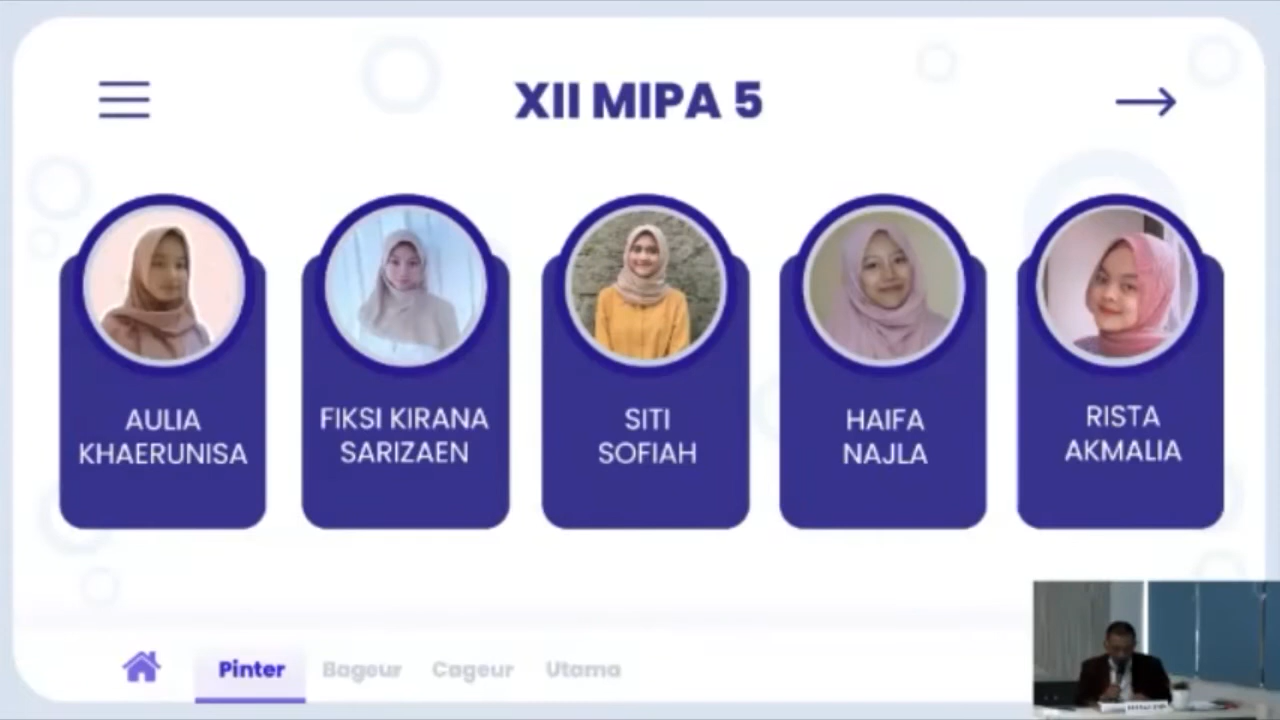 XII MIPA 5
AULIA
KHAERUNISA
FIKSI KIRANA
SARIZAEN
SITI
SOFIAH
HAIFA
NAJLA
RISTA
AKMALIA
Pinter Bageur Cageur Utama